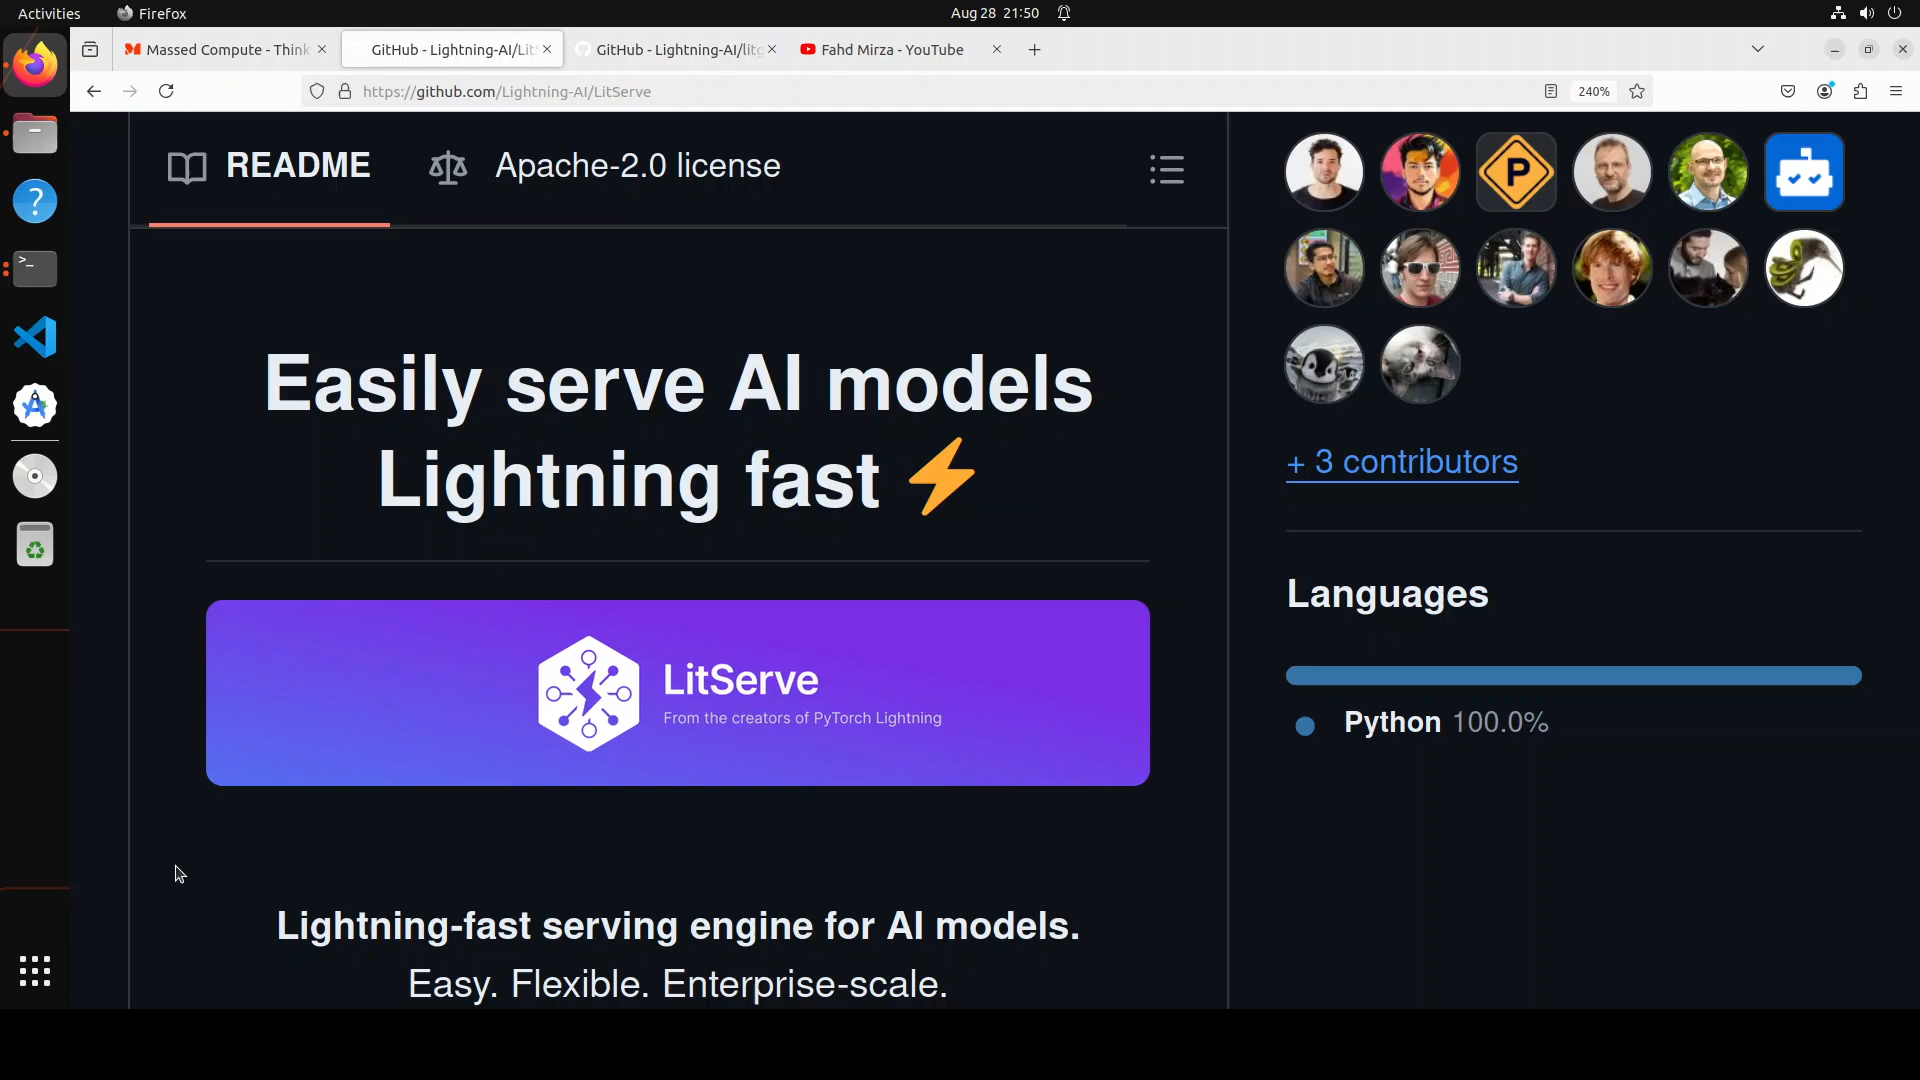 Activities
Firefox
Aug 28 21:50
Massed Compute - Think
GitHub - Lightning-AI/Lit
GitHub - Lightning-AI/litg
Fahd Mirza - YouTube
https://github.com/Lightning-AI/LitServe
240%
README
Apache-2.0 license
Easily serve AI models
Lightning fast ⚡
LitServe
From the creators of PyTorch Lightning
Lightning-fast serving engine for AI models.
Easy. Flexible. Enterprise-scale.
P
+ 3 contributors
Languages
Python 100.0%